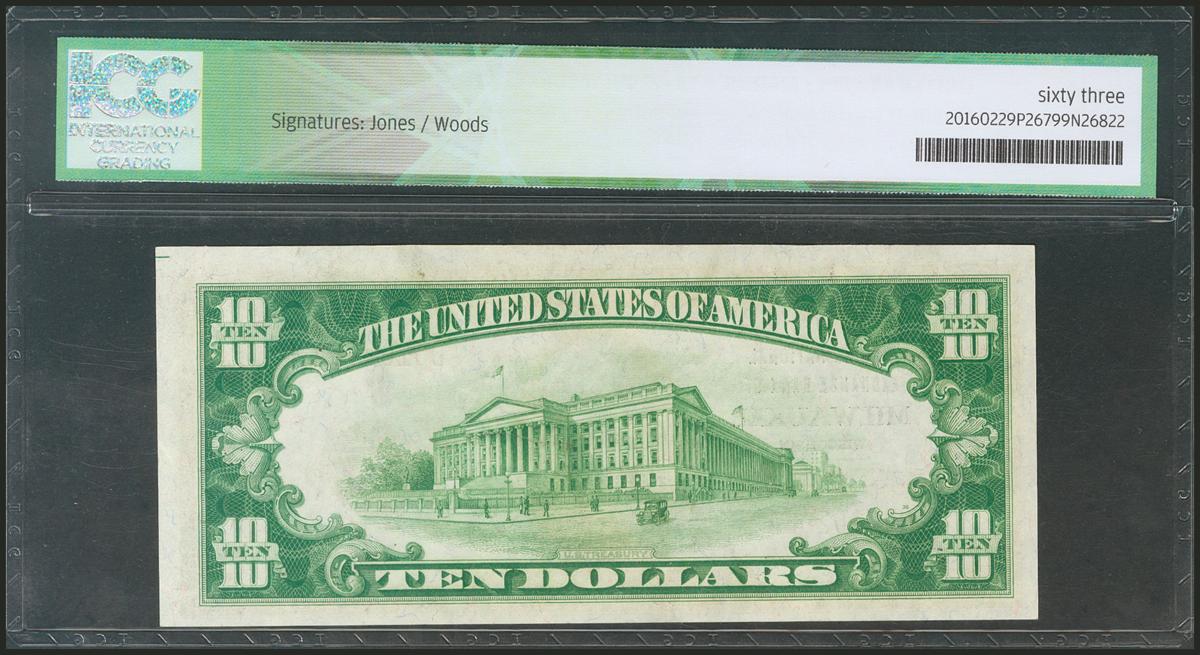 ICG
INTERNATIONAL
CURRENCY
GRADING
Signatures: Jones / Woods
sixty three
20160229P26799N26822
THE UNITED STATES OF AMERICA
10
TEN
10
10
TEN
10
MILWAUKEE
10
TEN
10
10
TEN
10
U.S. TREASURY
TEN DOLLARS